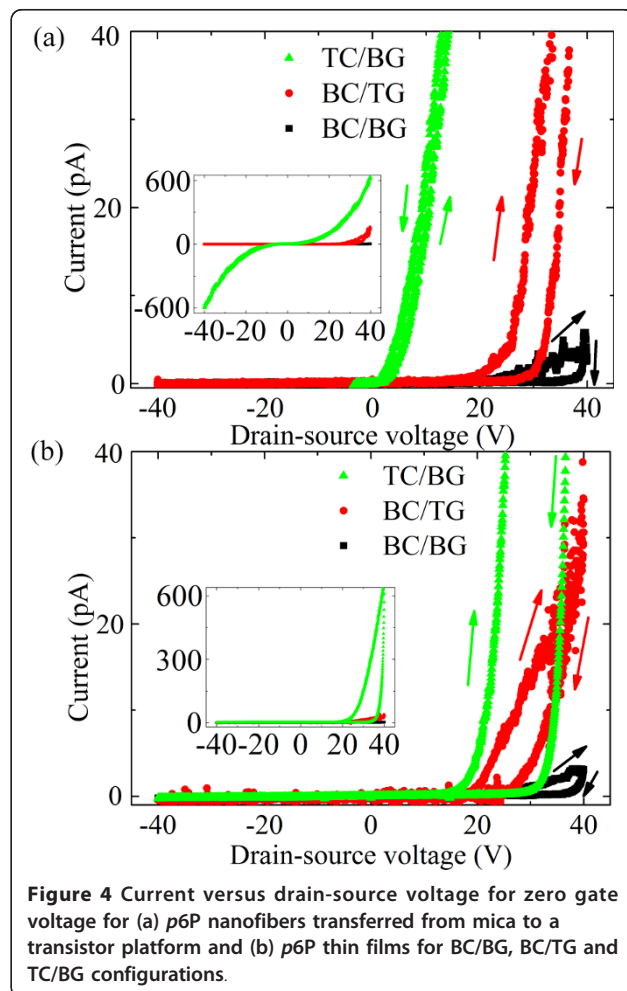 (a)
40
TC/BG
BC/TG
BC/BG
30
20
10
0
Current (pA)
600
300
0
-300
-600
-40 -20 0 20 40
-40 -20 0 20 40
Drain-source voltage (V)
(b)
40
TC/BG
BC/TG
BC/BG
20
0
Current (pA)
600
300
0
-40 -20 0 20 40
-40 -20 0 20 40
Drain-source voltage (V)
Figure 4 Current versus drain-source voltage for zero gate
voltage for (a) p6P nanofibers transferred from mica to a
transistor platform and (b) p6P thin films for BC/BG, BC/TG and
TC/BG configurations.